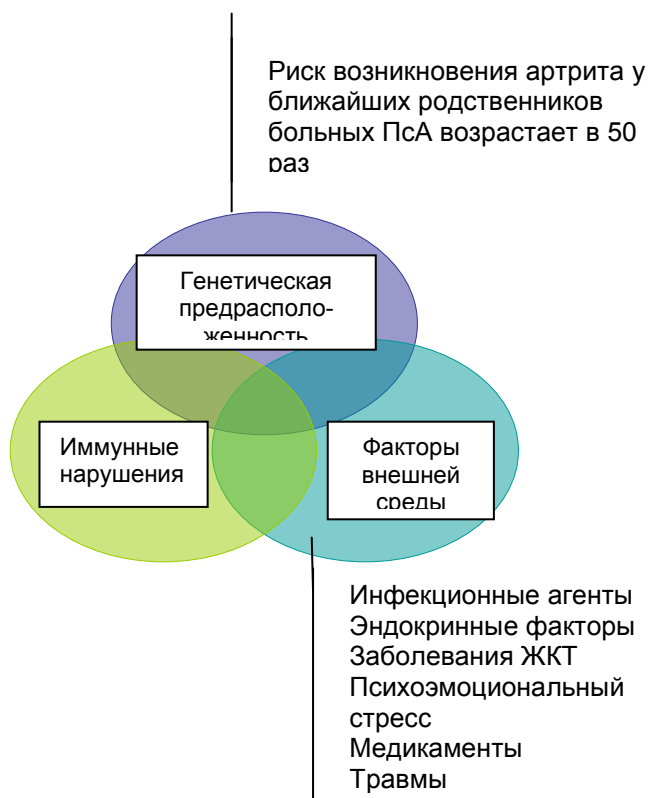 Риск возникновения артрита у
ближайших родственников
больных ПсА возрастает в 50
раз
Генетическая
предрасполо-
женность
Иммунные
нарушения
Факторы
внешней
среды
Инфекционные агенты
Эндокринные факторы
Заболевания ЖКТ
Психоэмоциональный
стресс
Медикаменты
Травмы